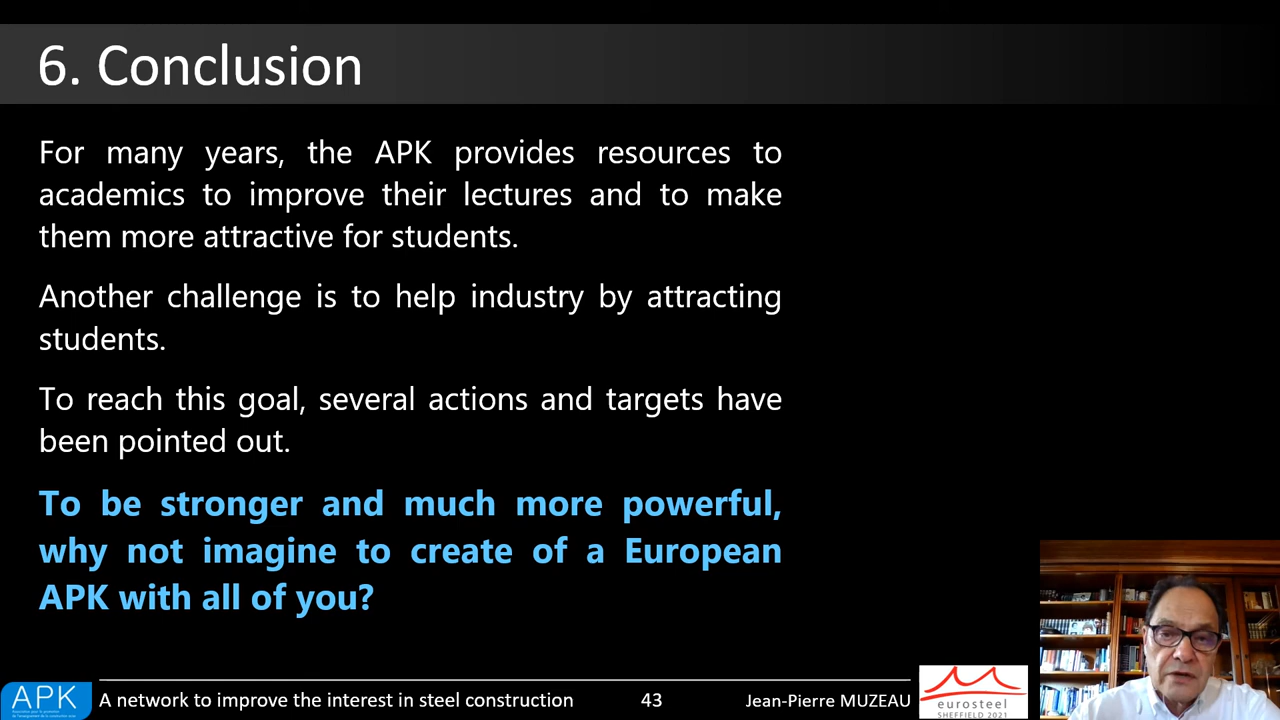 6. Conclusion
For many years, the APK provides resources to
academics to improve their lectures and to make
them more attractive for students.
Another challenge is to help industry by attracting
students.
To reach this goal, several actions and targets have
been pointed out.
To be stronger and much more powerful,
why not imagine to create of a European
APK with all of you?
APK
A network to improve the interest in steel construction
43
Jean-Pierre MUZEAU
eurosteel
SHEFFIELD 2021